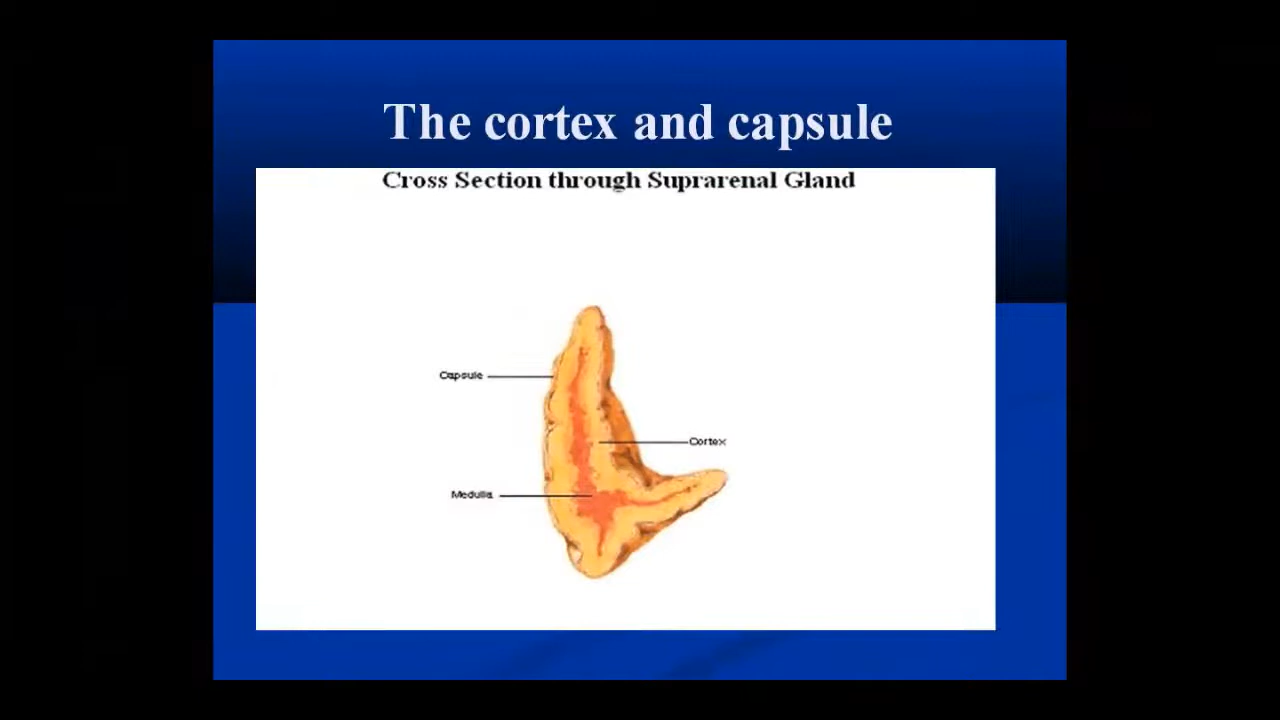 The cortex and capsule
Cross Section through Suprarenal Gland
Capsule
Cortex
Medulla